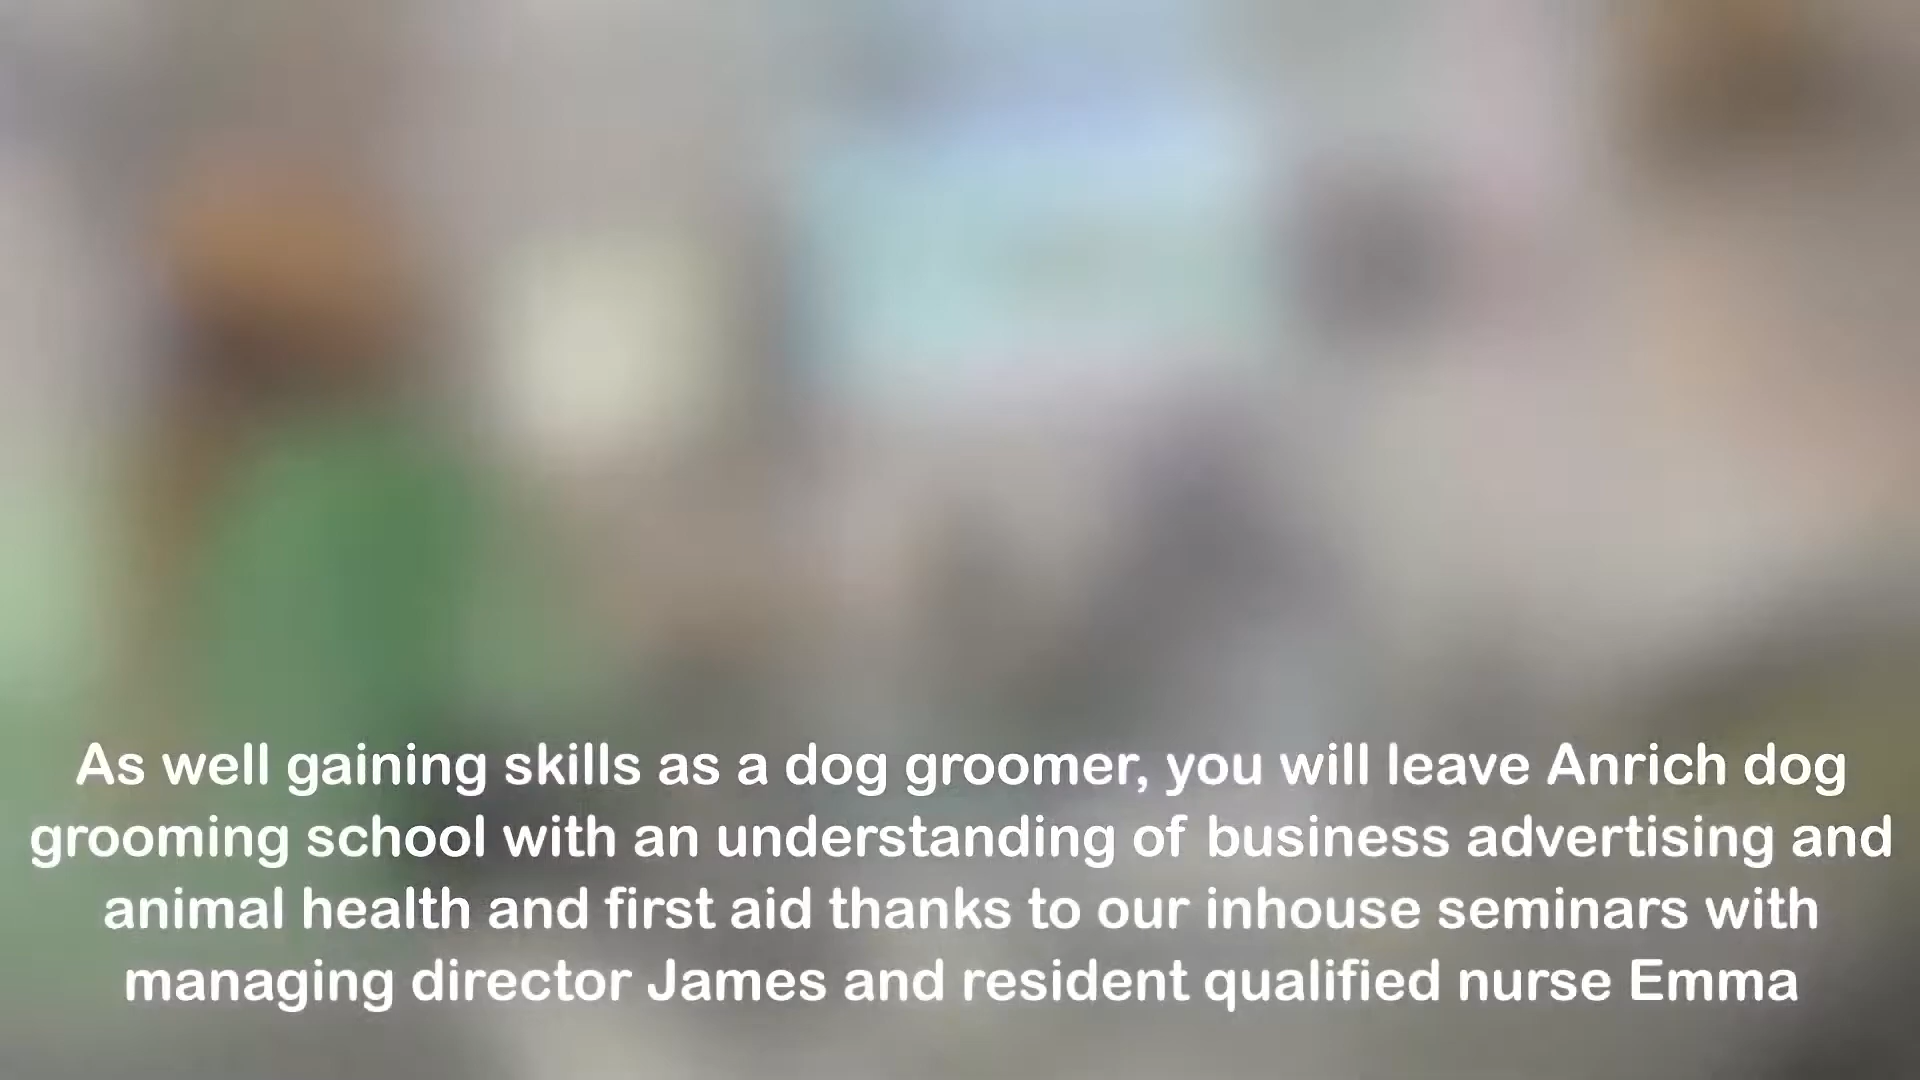 As well gaining skills as a dog groomer, you will leave Anrich dog
grooming school with an understanding of business advertising and
animal health and first aid thanks to our inhouse seminars with
managing director James and resident qualified nurse Emma